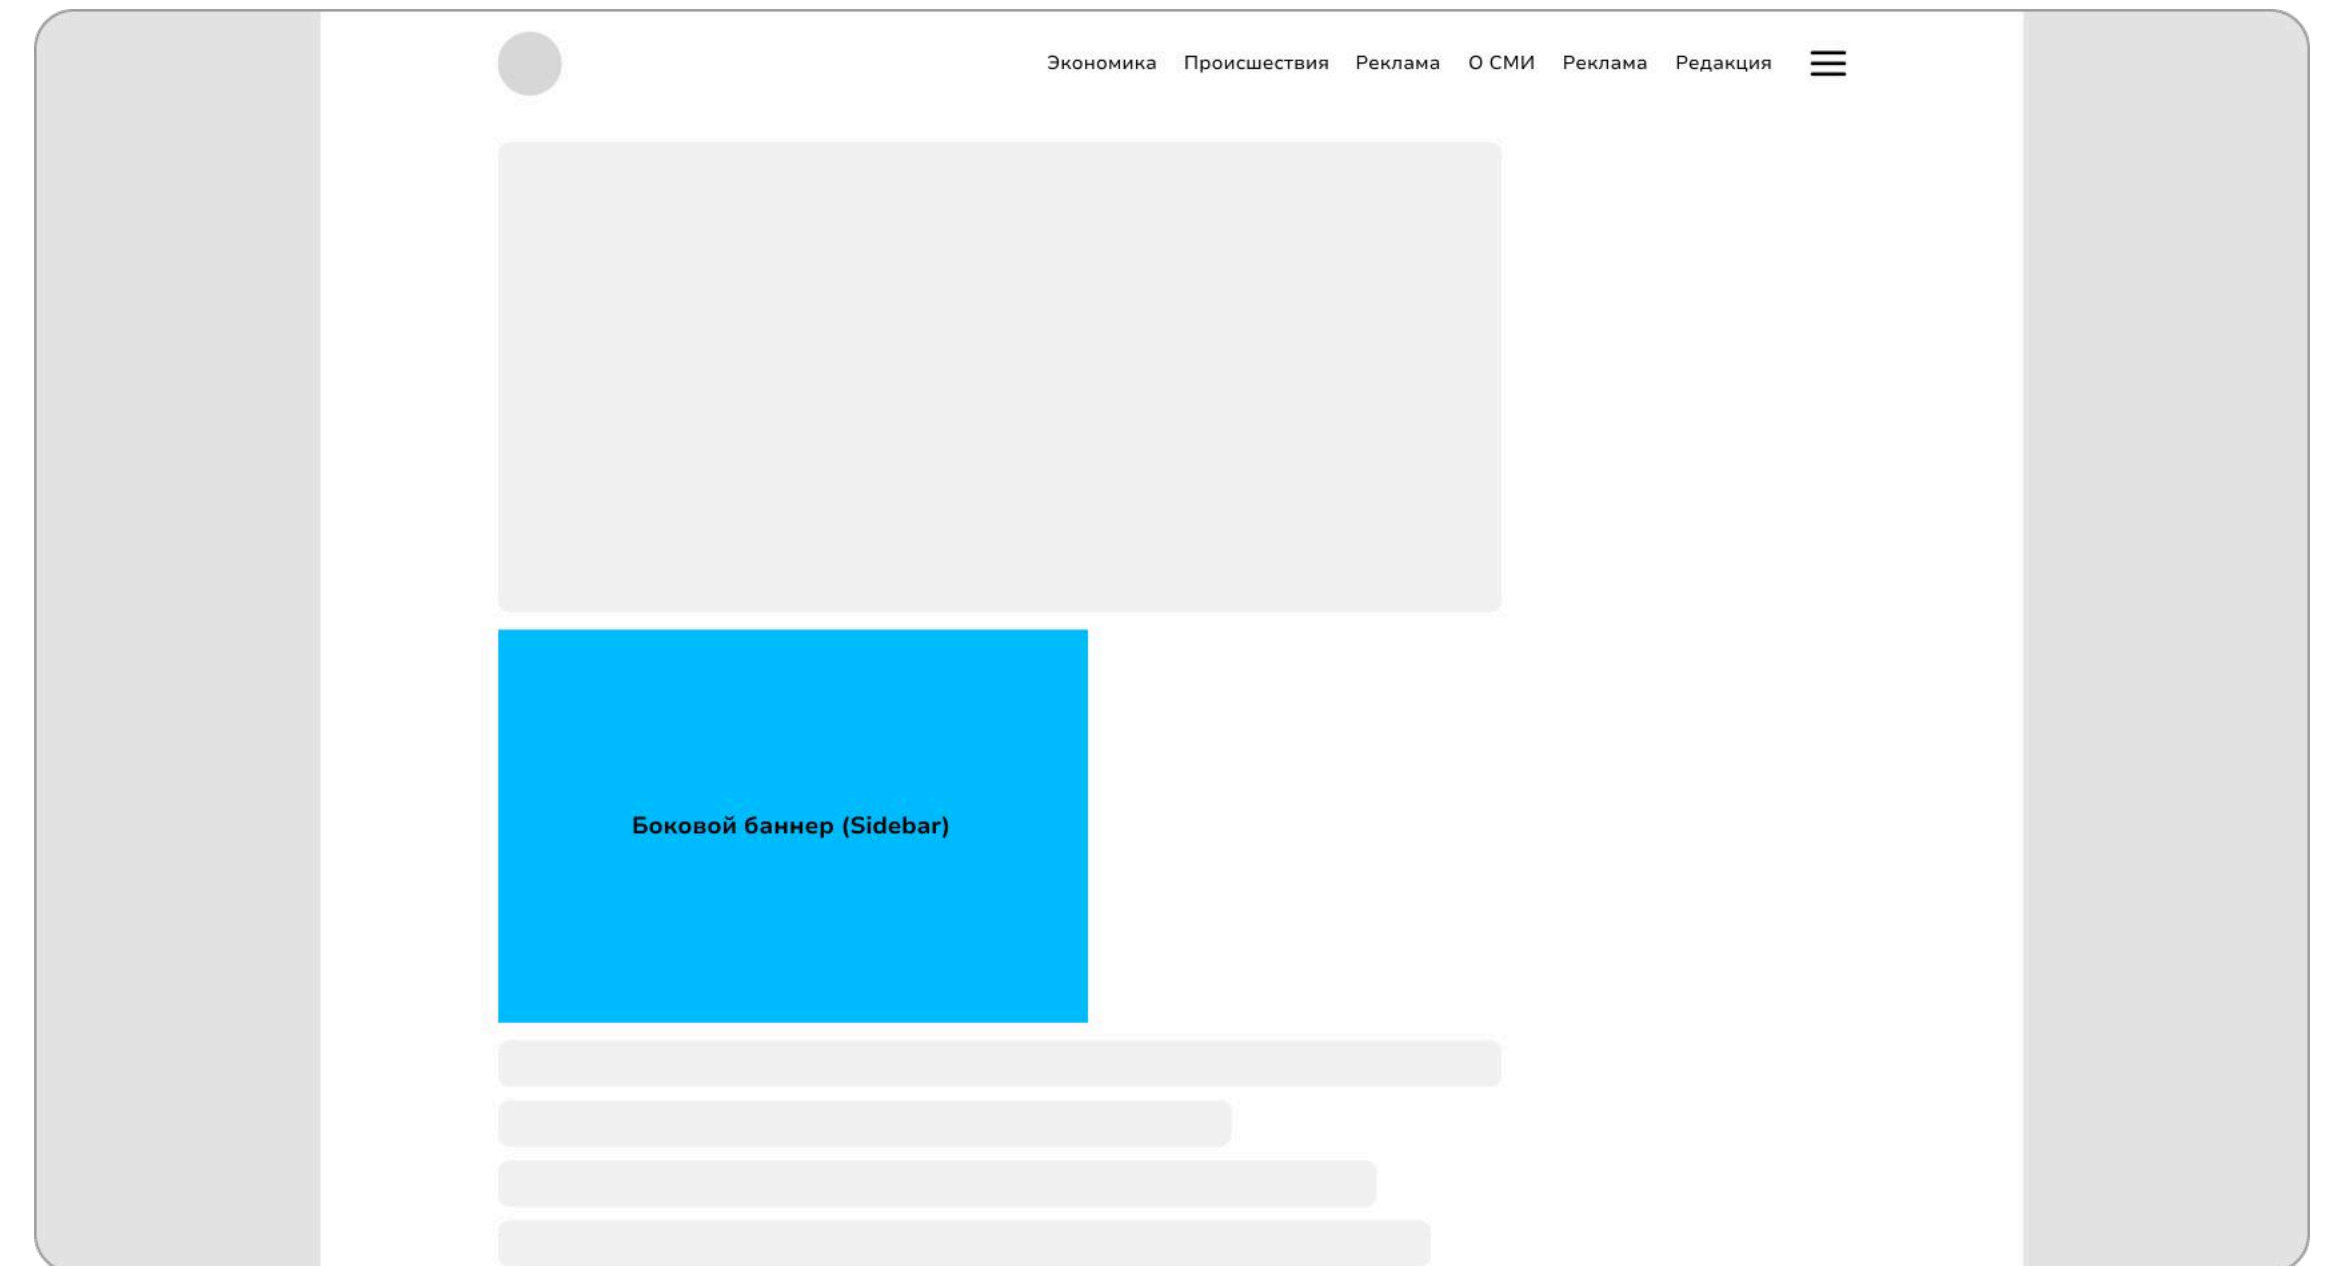 Экономика Происшествия Реклама О СМИ Реклама Редакция
Боковой баннер (Sidebar)